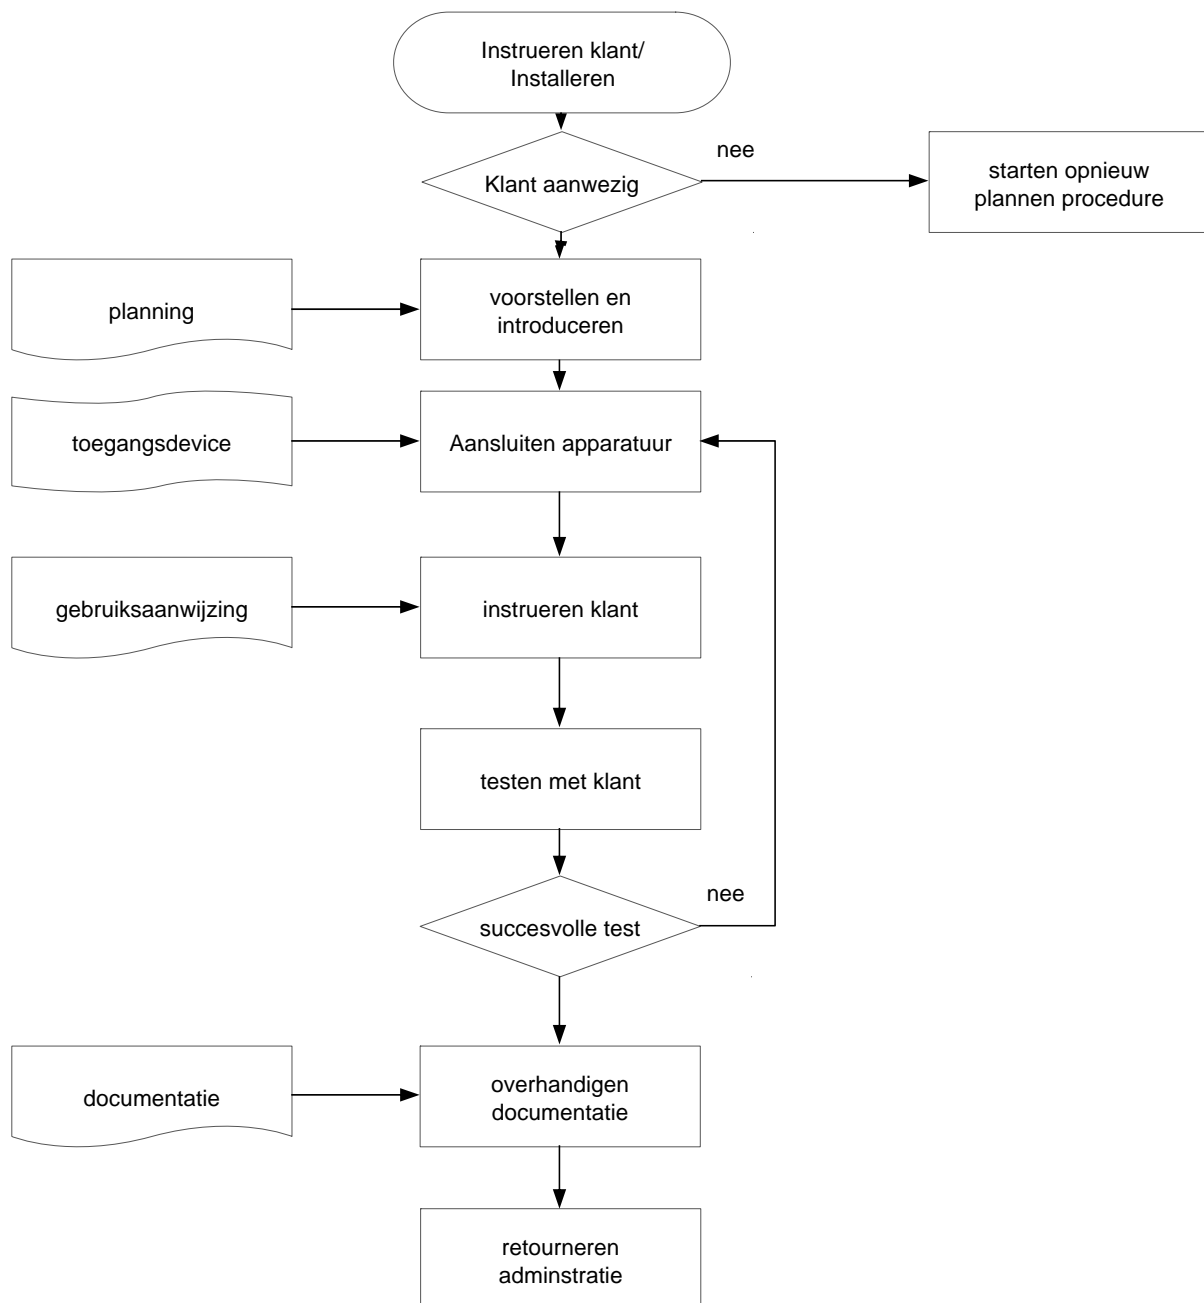 Instrueren klant/
Installeren
Klant aanwezig
nee
starten opnieuw
plannen procedure
planning
voorstellen en
introduceren
toegangsdevice
Aansluiten apparatuur
gebruiksaanwijzing
instrueren klant
testen met klant
succesvolle test
nee
documentatie
overhandigen
documentatie
retourneren
adminstratie